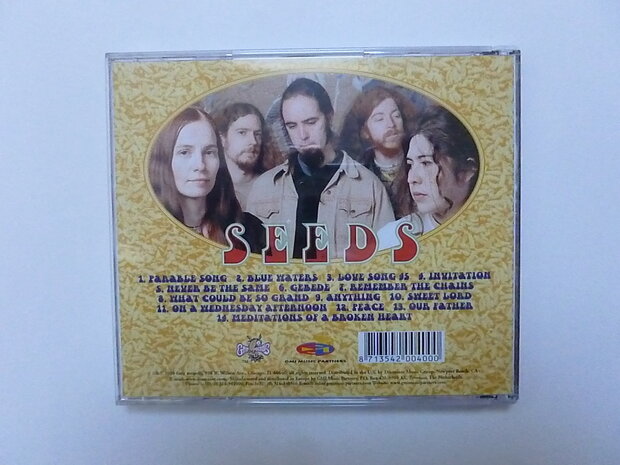 SEEDS
1. PARABLE SONG 2. BLUE WATERS 3. LOVE SONG #5 4. INVITATION
5. NEVER BE THE SAME 6. GEBEDE 7. REMEMBER THE CHAINS
8. WHAT COULD BE SO GRAND 9. ANYTHING 10. SWEET LORD
11. ON A WEDNESDAY AFTERNOON 12. PEACE 13. OUR FATHER
14. MEDITATIONS OF A BROKEN HEART
GMI MUSIC PARTNERS
8 713542 004000